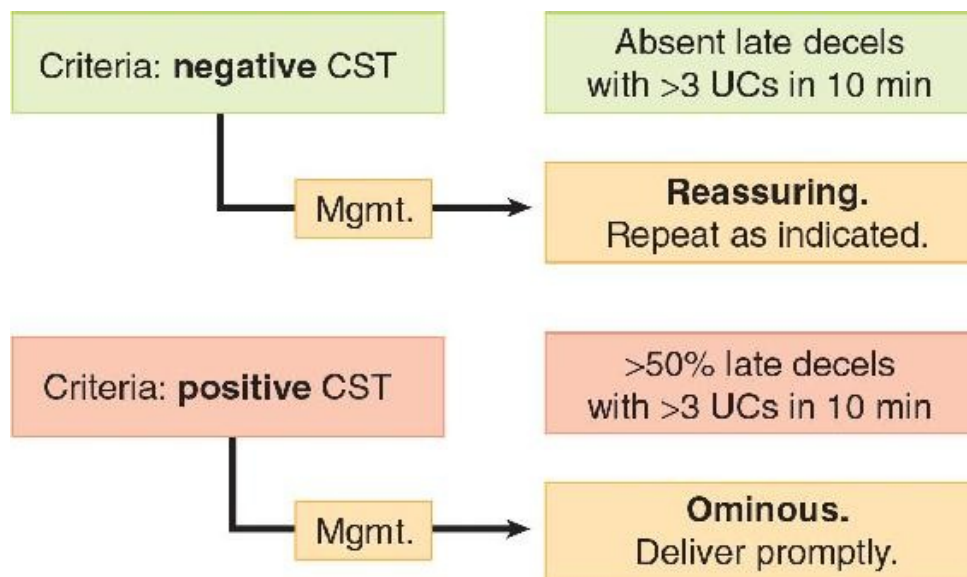 Criteria: negative CST
Absent late decels
with >3 UCs in 10 min
Mgmt.
Reassuring.
Repeat as indicated.
Criteria: positive CST
>50% late decels
with >3 UCs in 10 min
Mgmt.
Ominous.
Deliver promptly.